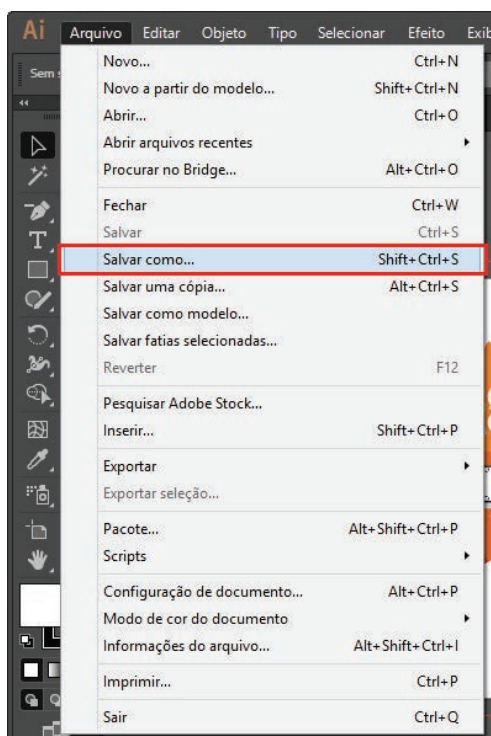 Ai Arquivo Editar Objeto Tipo Selecionar Efeito Exib
Sem
Novo... Ctrl+N
Novo a partir do modelo... Shift+Ctrl+N
Abrir... Ctrl+O
Abrir arquivos recentes
Procurar no Bridge... Alt+Ctrl+O
Fechar Ctrl+W
Salvar Ctrl+S
Salvar como... Shift+Ctrl+S
Salvar uma cópia... Alt+Ctrl+S
Salvar como modelo...
Salvar fatias selecionadas...
Reverter F12
Pesquisar Adobe Stock...
Inserir... Shift+Ctrl+P
Exportar
Exportar seleção...
Pacote... Alt+Shift+Ctrl+P
Scripts
Configuração de documento... Alt+Ctrl+P
Modo de cor do documento
Informações do arquivo... Alt+Shift+Ctrl+I
Imprimir... Ctrl+P
Sair Ctrl+Q